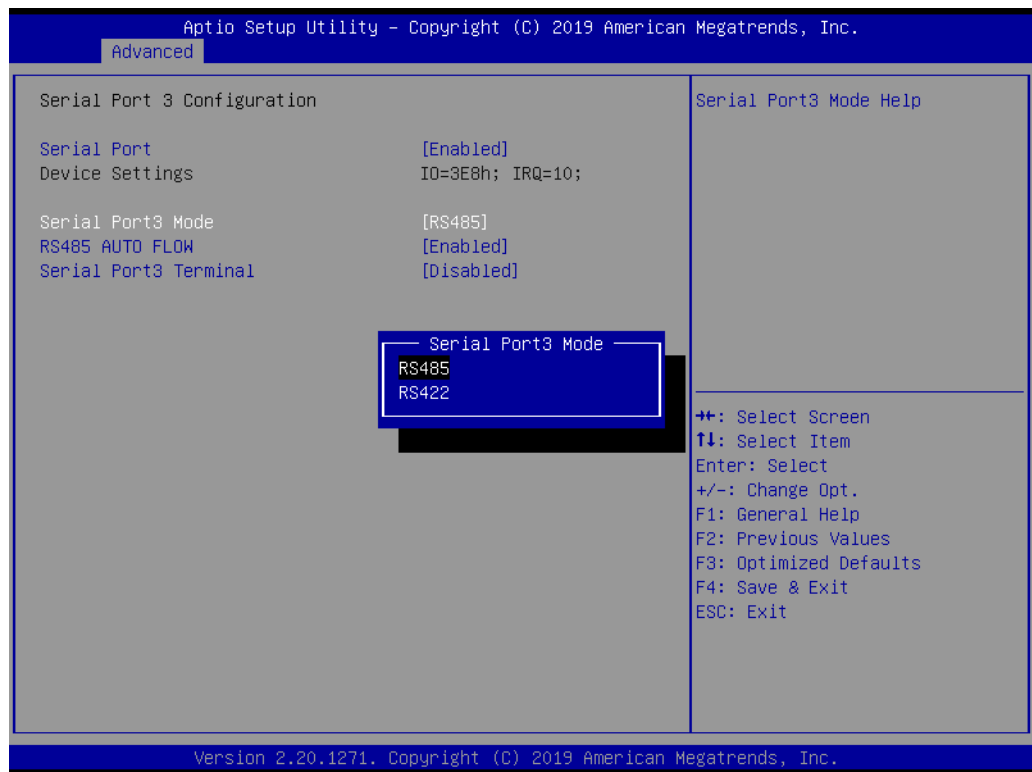 Aptio Setup Utility – Copyright (C) 2019 American Megatrends, Inc.
Advanced
Serial Port 3 Configuration
Serial Port [Enabled]
Device Settings IO=3E8h; IRQ=10;
Serial Port3 Mode [RS485]
RS485 AUTO FLOW [Enabled]
Serial Port3 Terminal [Disabled]
Serial Port3 Mode
RS485
RS422
Serial Port3 Mode Help
→←: Select Screen
↑↓: Select Item
Enter: Select
+/-: Change Opt.
F1: General Help
F2: Previous Values
F3: Optimized Defaults
F4: Save & Exit
ESC: Exit
Version 2.20.1271. Copyright (C) 2019 American Megatrends, Inc.